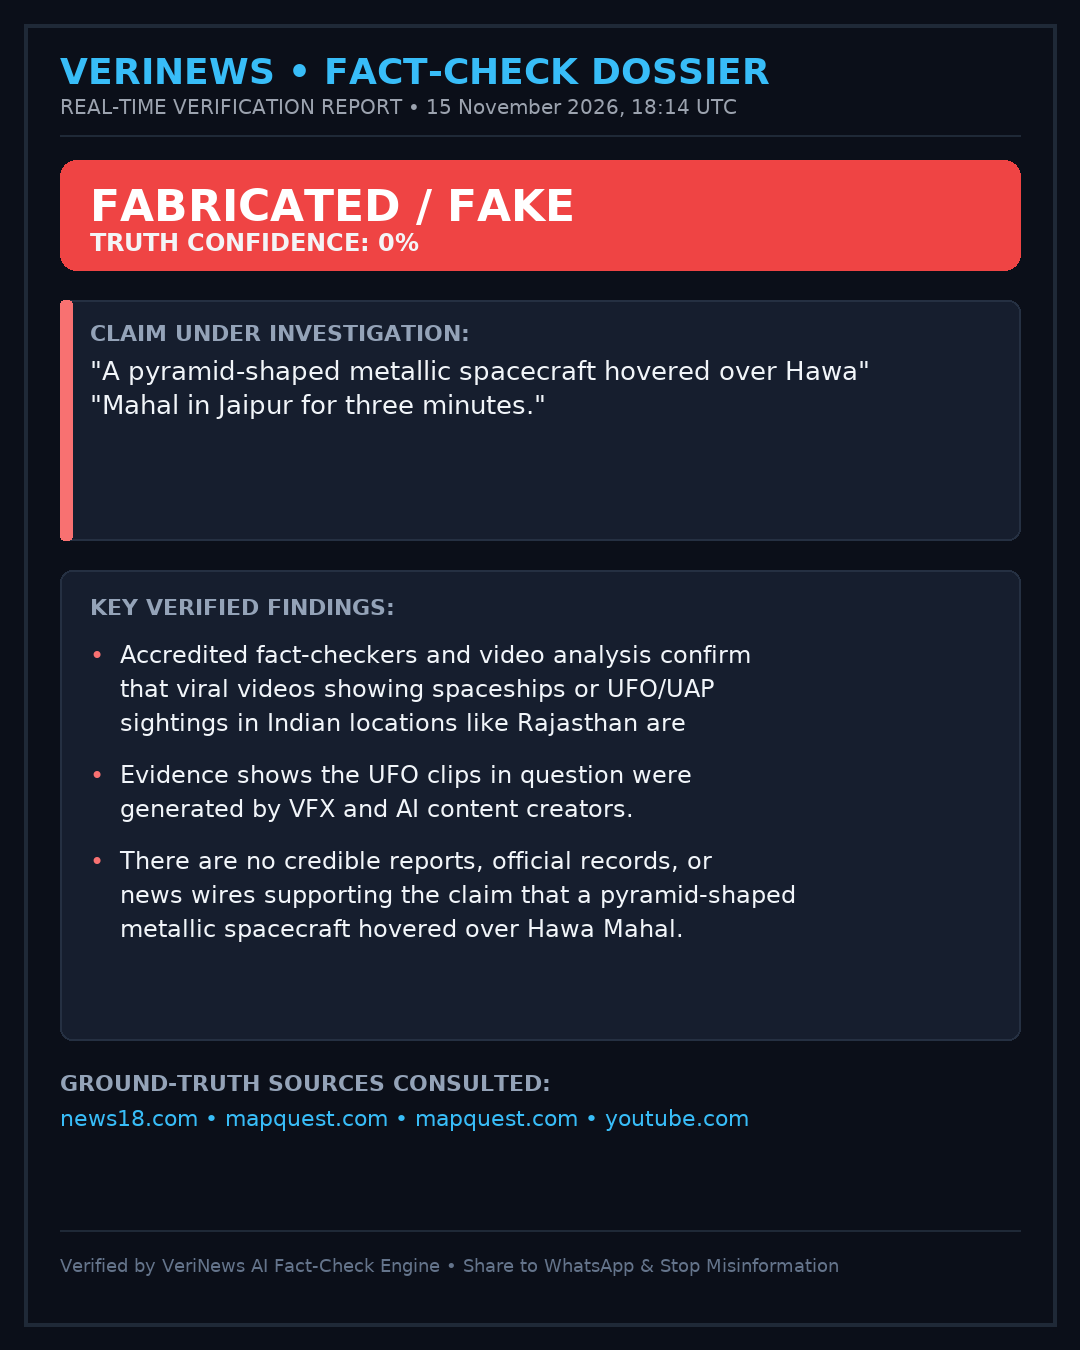 VERINEWS • FACT-CHECK DOSSIER
REAL-TIME VERIFICATION REPORT • 15 November 2026, 18:14 UTC
FABRICATED / FAKE
TRUTH CONFIDENCE: 0%
CLAIM UNDER INVESTIGATION:
"A pyramid-shaped metallic spacecraft hovered over Hawa"
"Mahal in Jaipur for three minutes."
KEY VERIFIED FINDINGS:
• Accredited fact-checkers and video analysis confirm
that viral videos showing spaceships or UFO/UAP
sightings in Indian locations like Rajasthan are
• Evidence shows the UFO clips in question were
generated by VFX and AI content creators.
• There are no credible reports, official records, or
news wires supporting the claim that a pyramid-shaped
metallic spacecraft hovered over Hawa Mahal.
GROUND-TRUTH SOURCES CONSULTED:
news18.com • mapquest.com • mapquest.com • youtube.com
Verified by VeriNews AI Fact-Check Engine • Share to WhatsApp & Stop Misinformation